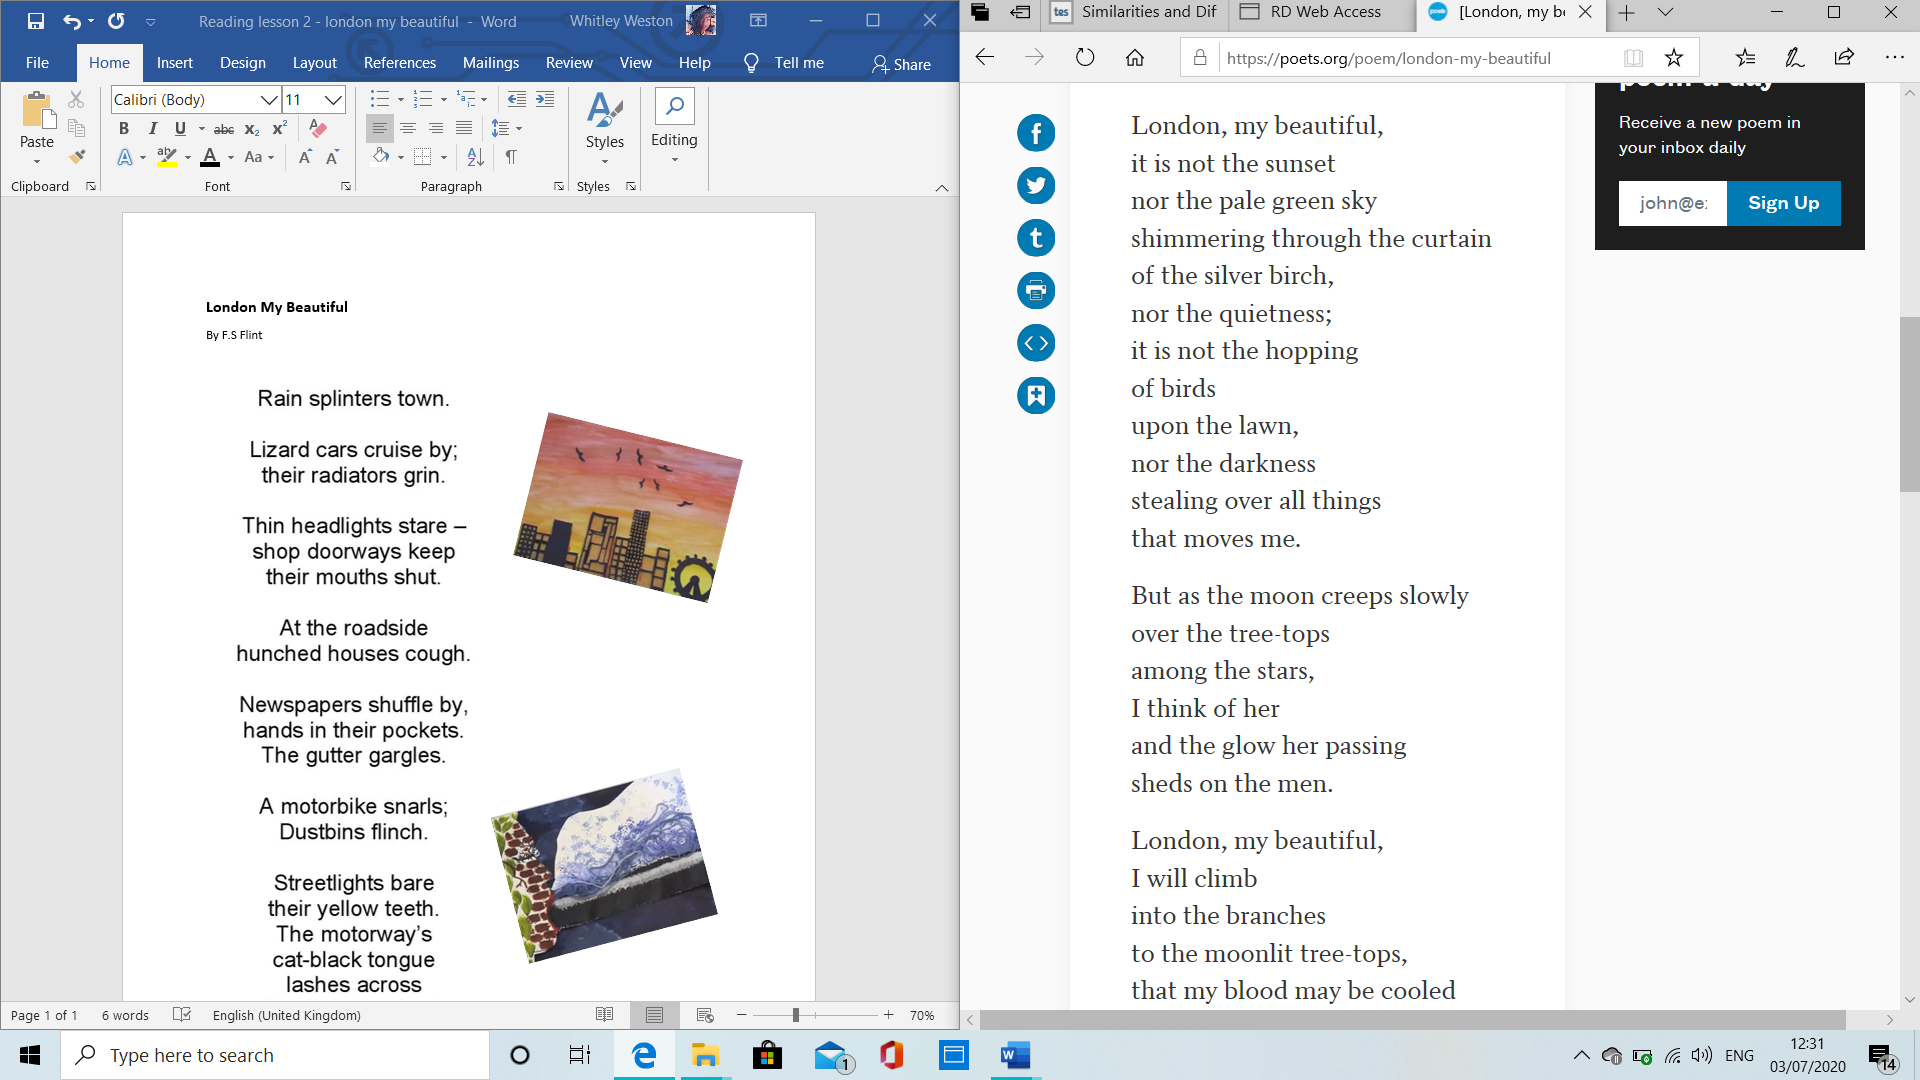 Reading lesson 2 - london my beautiful - Word
Whitley Weston
File
Home
Insert
Design
Layout
References
Mailings
Review
View
Help
Tell me
Share
Paste
Clipboard
Calibri (Body)
11
B
I
U
abc
x₂
x²
A
A
Aa
A
A
Font
Paragraph
Styles
Styles
Editing
London My Beautiful
By F.S Flint
Rain splinters town.
Lizard cars cruise by;
their radiators grin.
Thin headlights stare –
shop doorways keep
their mouths shut.
At the roadside
hunched houses cough.
Newspapers shuffle by,
hands in their pockets.
The gutter gargles.
A motorbike snarls;
Dustbins flinch.
Streetlights bare
their yellow teeth.
The motorway's
cat-black tongue
lashes across
Page 1 of 1
6 words
English (United Kingdom)
70%
tes
Similarities and Dif
RD Web Access
poets
[London, my be
https://poets.org/poem/london-my-beautiful
London, my beautiful,
it is not the sunset
nor the pale green sky
shimmering through the curtain
of the silver birch,
nor the quietness;
it is not the hopping
of birds
upon the lawn,
nor the darkness
stealing over all things
that moves me.
But as the moon creeps slowly
over the tree-tops
among the stars,
I think of her
and the glow her passing
sheds on the men.
London, my beautiful,
I will climb
into the branches
to the moonlit tree-tops,
that my blood may be cooled
poem-a-day
Receive a new poem in
your inbox daily
john@e
Sign Up
Type here to search
1
ENG
12:31
03/07/2020
14